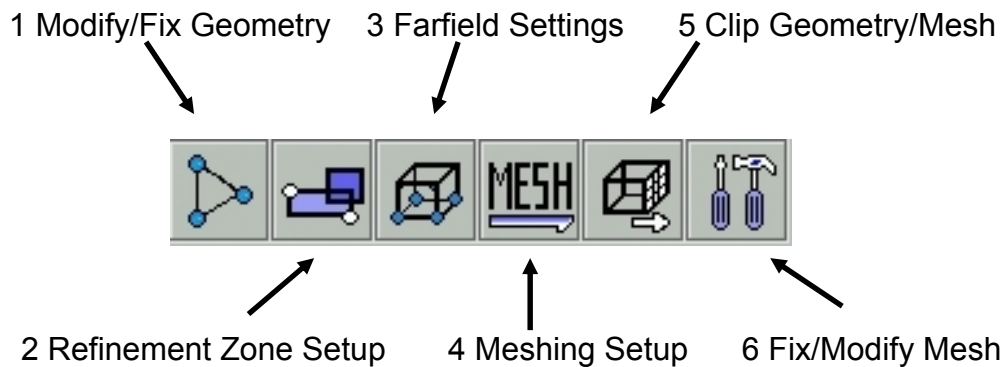 1 Modify/Fix Geometry
3 Farfield Settings
5 Clip Geometry/Mesh
MESH
2 Refinement Zone Setup
4 Meshing Setup
6 Fix/Modify Mesh